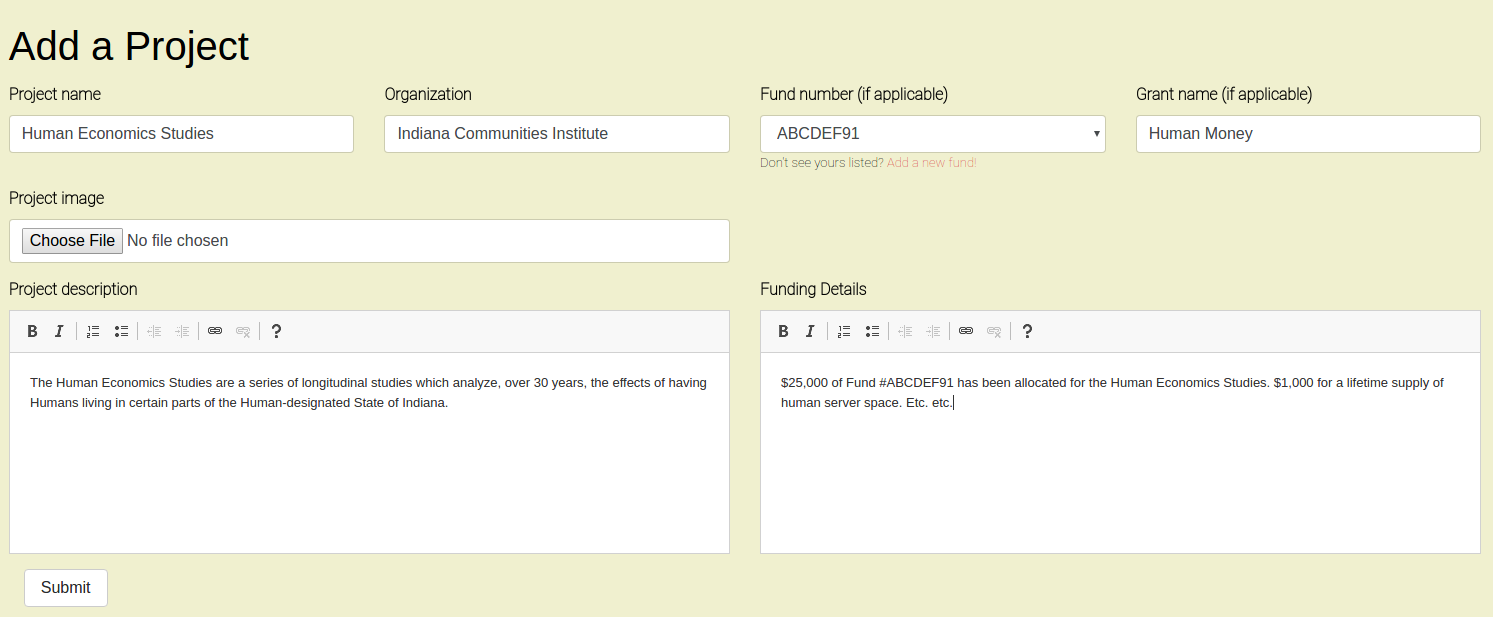 Add a Project
Project name
Organization
Fund number (if applicable)
Grant name (if applicable)
Human Economics Studies
Indiana Communities Institute
ABCDEF91
Human Money
Don't see yours listed? Add a new fund!
Project image
Choose File No file chosen
Project description
Funding Details
B I ?
B I ?
The Human Economics Studies are a series of longitudinal studies which analyze, over 30 years, the effects of having
Humans living in certain parts of the Human-designated State of Indiana.
$25,000 of Fund #ABCDEF91 has been allocated for the Human Economics Studies. $1,000 for a lifetime supply of
human server space. Etc. etc.
Submit